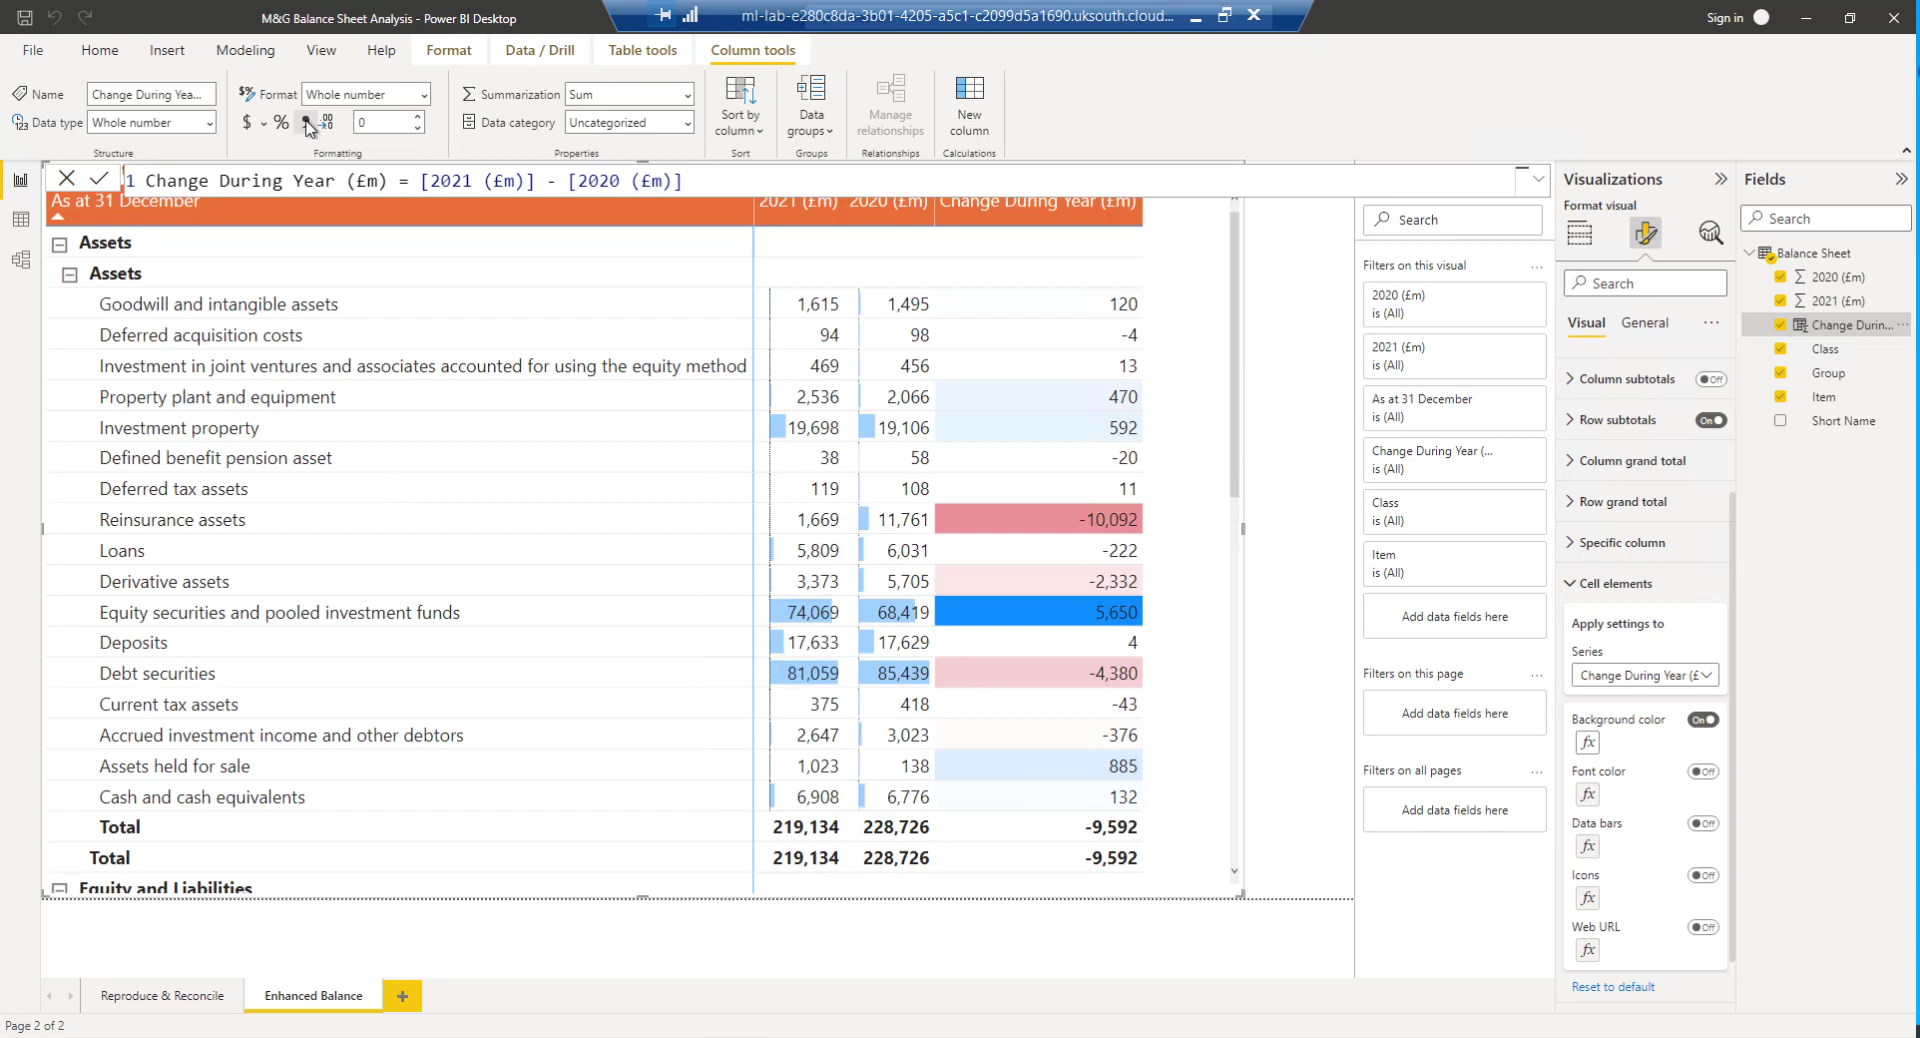 M&G Balance Sheet Analysis - Power BI Desktop
ml-lab-e280c8da-3b01-4205-a5c1-c2099d5a1690.uksouth.cloud...
Sign in
File Home Insert Modeling View Help Format Data / Drill Table tools Column tools
Name Change During Yea...
Data type Whole number
Structure
$% Format Whole number
$ % 0
Formatting
Summarization Sum
Data category Uncategorized
Properties
Sort by
column
Sort
Data
groups
Groups
Manage
relationships
Relationships
New
column
Calculations
1 Change During Year (£m) = [2021 (£m)] - [2020 (£m)]
As at 31 December 2021 (£m) 2020 (£m) Change During Year (£m)
Assets
Assets
Goodwill and intangible assets 1,615 1,495 120
Deferred acquisition costs 94 98 -4
Investment in joint ventures and associates accounted for using the equity method 469 456 13
Property plant and equipment 2,536 2,066 470
Investment property 19,698 19,106 592
Defined benefit pension asset 38 58 -20
Deferred tax assets 119 108 11
Reinsurance assets 1,669 11,761 -10,092
Loans 5,809 6,031 -222
Derivative assets 3,373 5,705 -2,332
Equity securities and pooled investment funds 74,069 68,419 5,650
Deposits 17,633 17,629 4
Debt securities 81,059 85,439 -4,380
Current tax assets 375 418 -43
Accrued investment income and other debtors 2,647 3,023 -376
Assets held for sale 1,023 138 885
Cash and cash equivalents 6,908 6,776 132
Total 219,134 228,726 -9,592
Total 219,134 228,726 -9,592
Equity and Liabilities
Search
Filters on this visual ...
2020 (£m)
is (All)
2021 (£m)
is (All)
As at 31 December
is (All)
Change During Year (...
is (All)
Class
is (All)
Item
is (All)
Add data fields here
Filters on this page ...
Add data fields here
Filters on all pages ...
Add data fields here
Visualizations
Format visual
Search
Visual General ...
Column subtotals Off
Row subtotals On
Column grand total
Row grand total
Specific column
Cell elements
Apply settings to
Series
Change During Year (£
Background color On
fx
Font color Off
fx
Data bars Off
fx
Icons Off
fx
Web URL Off
fx
Reset to default
Fields
Search
Balance Sheet
2020 (£m)
2021 (£m)
Change Durin... ...
Class
Group
Item
Short Name
Reproduce & Reconcile Enhanced Balance +
Page 2 of 2